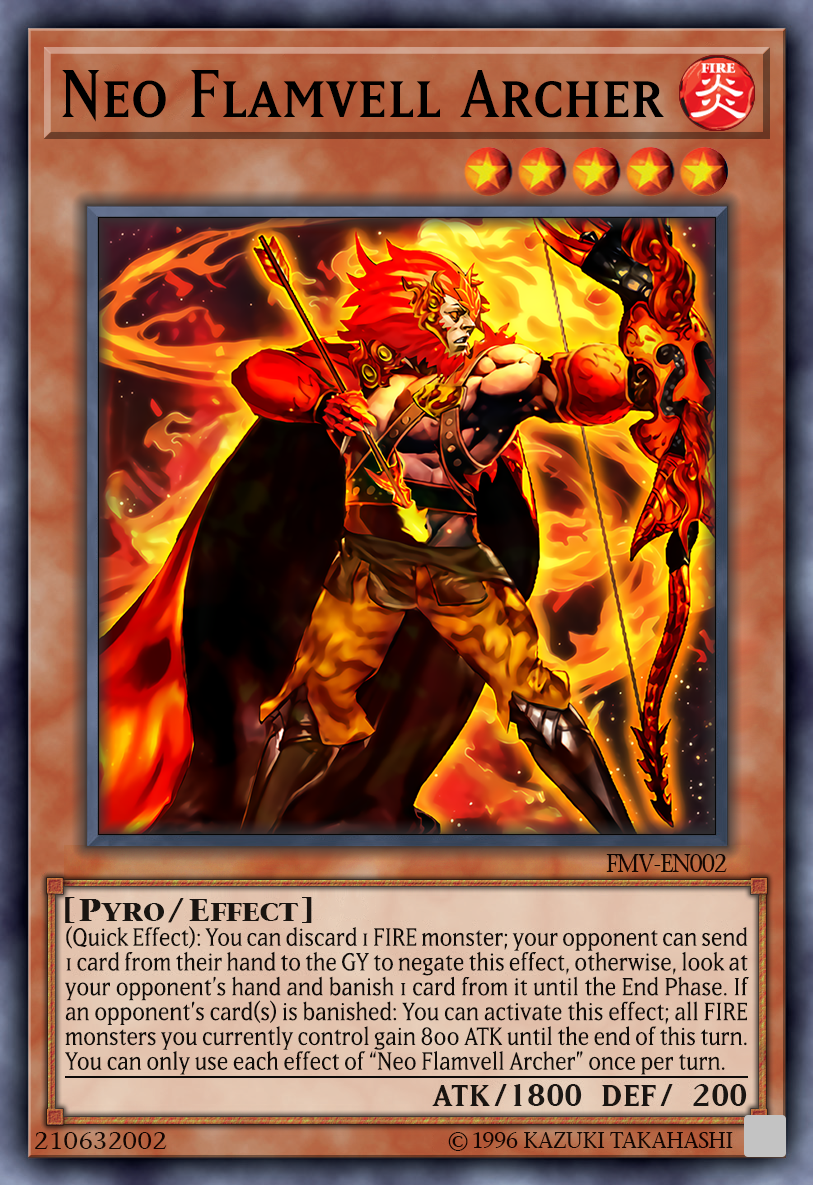 Neo Flamvell Archer
FIRE
炎
FMV-EN002
[Pyro/Effect]
(Quick Effect): You can discard 1 FIRE monster; your opponent can send
1 card from their hand to the GY to negate this effect, otherwise, look at
your opponent's hand and banish 1 card from it until the End Phase. If
an opponent's card(s) is banished: You can activate this effect; all FIRE
monsters you currently control gain 800 ATK until the end of this turn.
You can only use each effect of “Neo Flamvell Archer” once per turn.
ATK/1800 DEF/ 200
210632002 © 1996 KAZUKI TAKAHASHI